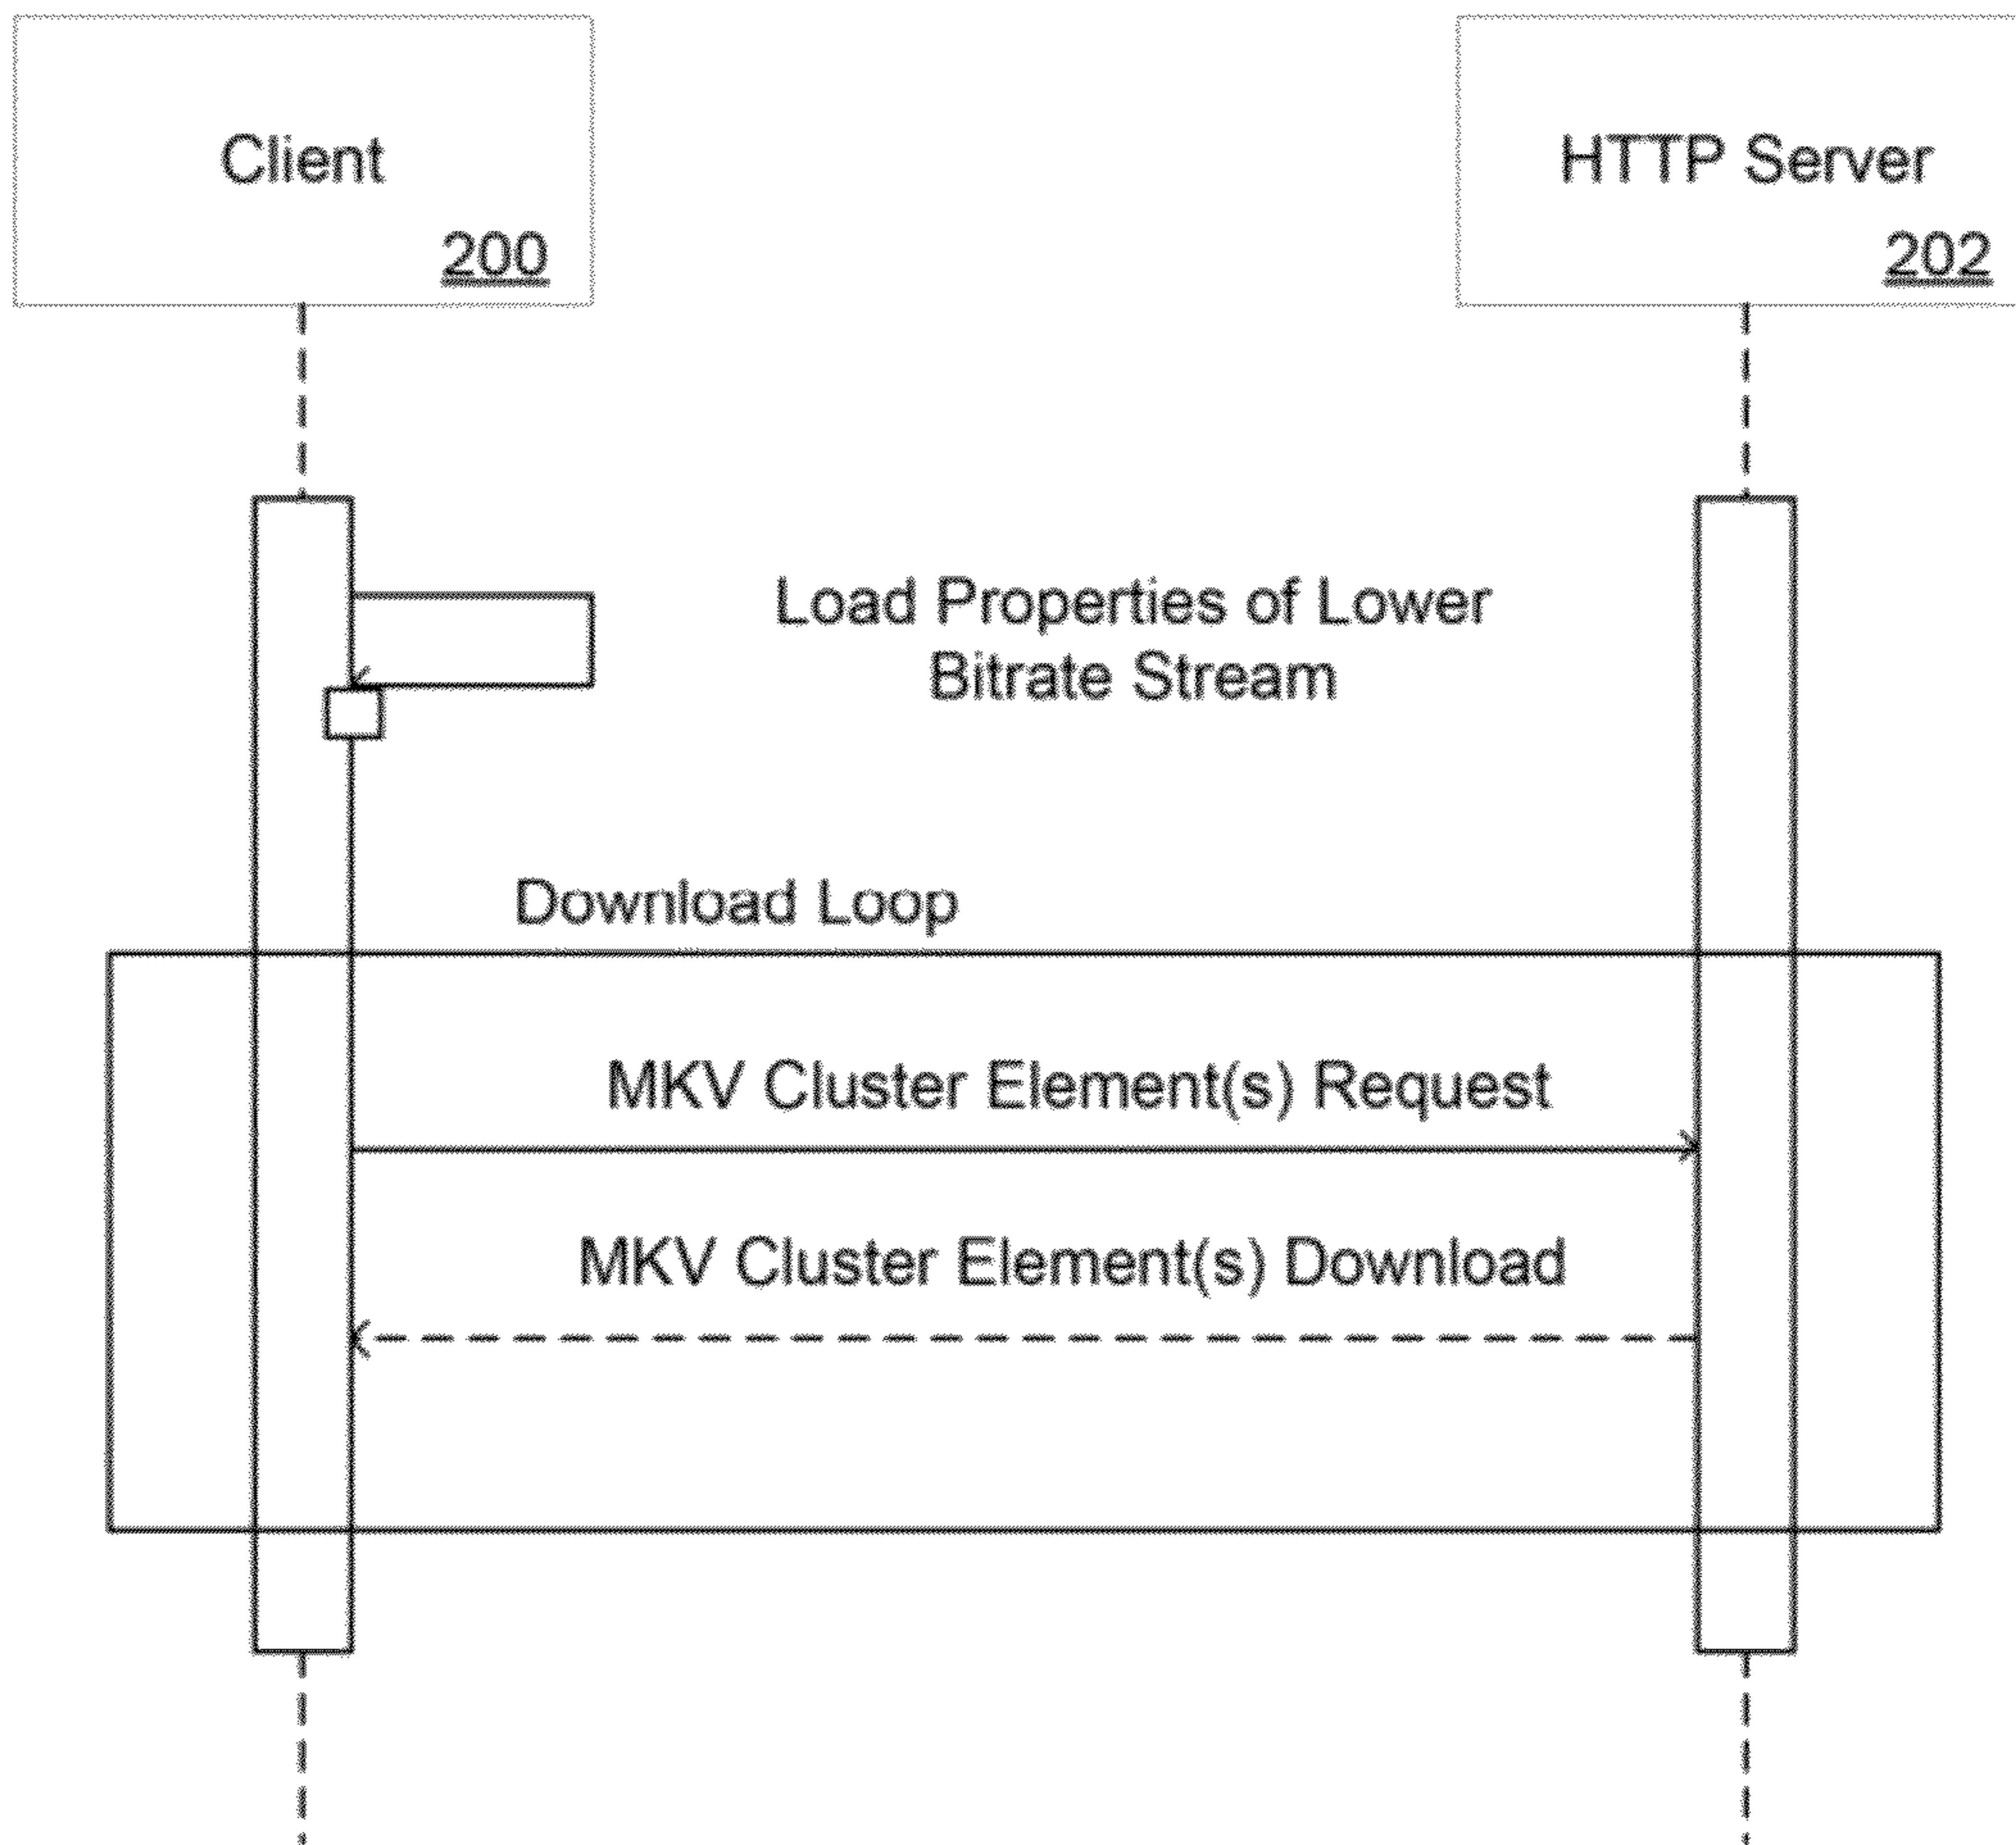 Client
200
HTTP Server
202
Load Properties of Lower
Bitrate Stream
Download Loop
MKV Cluster Element(s) Request
MKV Cluster Element(s) Download